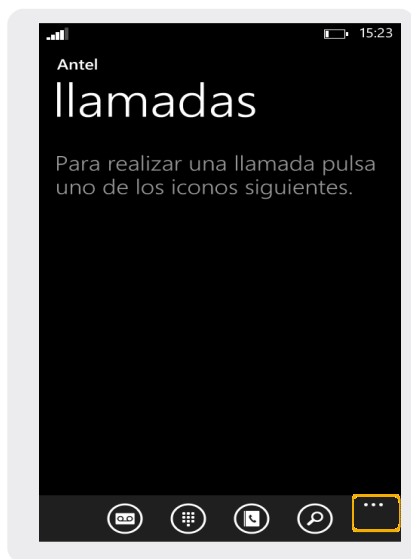 15:23
Antel
llamadas
Para realizar una llamada pulsa
uno de los iconos siguientes.
...